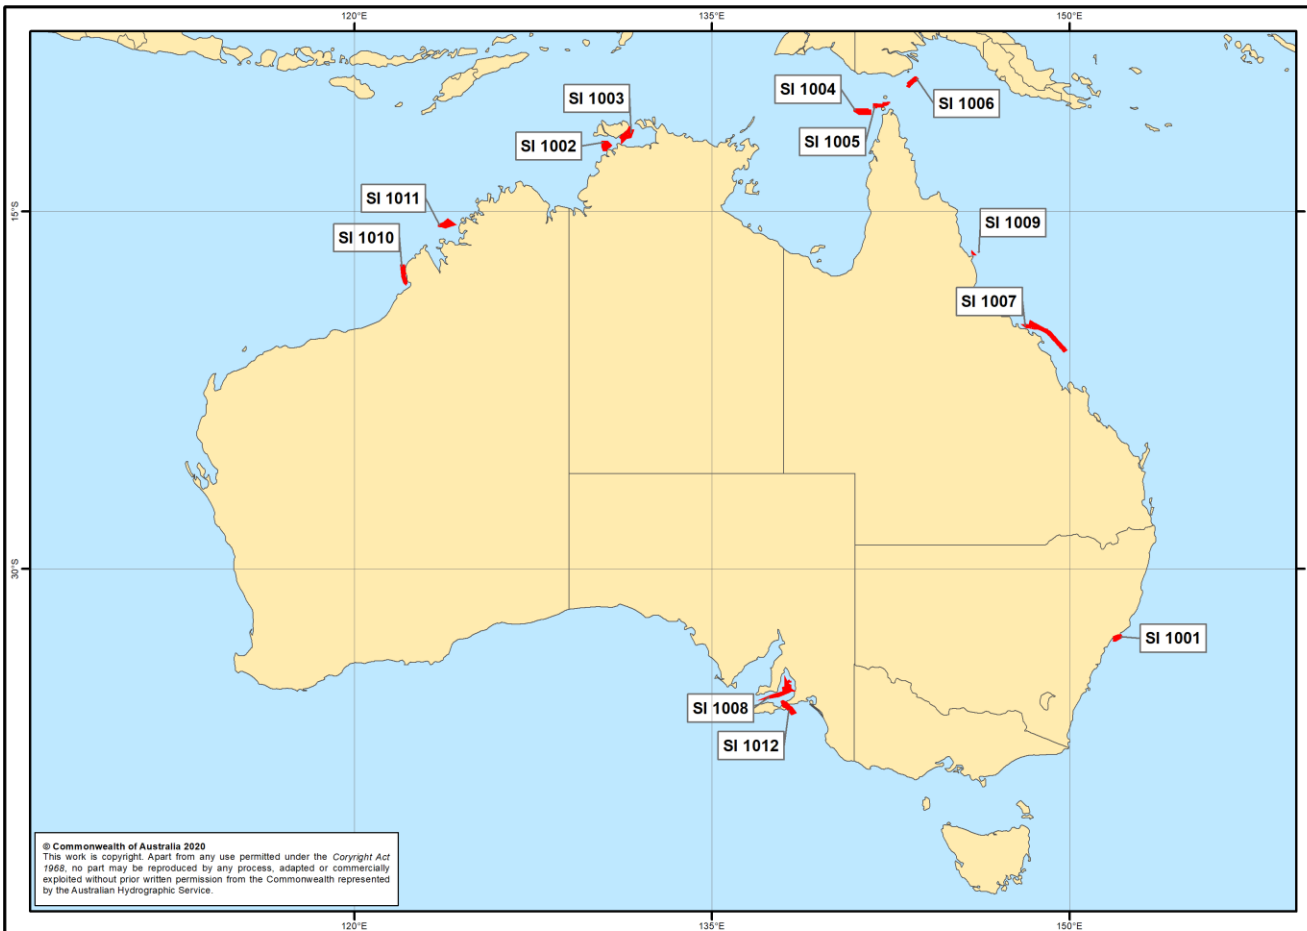 120°E 135°E 150°E
SI 1004
SI 1006
SI 1003
SI 1005
SI 1002
15°S
SI 1011
SI 1009
SI 1010
SI 1007
30°S
SI 1001
SI 1008
SI 1012
© Commonwealth of Australia 2020
This work is copyright. Apart from any use permitted under the Coryright Act
1968, no part may be reproduced by any process, adapted or commercially
exploited without prior written permission from the Commonwealth represented
by the Australian Hydrographic Service.
120°E 135°E 150°E